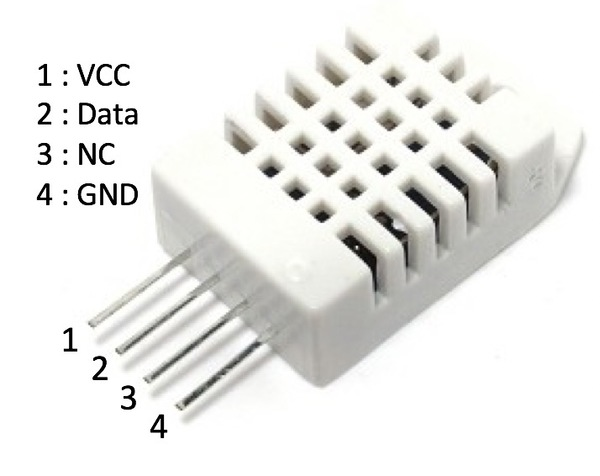 1 : VCC
2 : Data
3 : NC
4 : GND
1
2
3
4